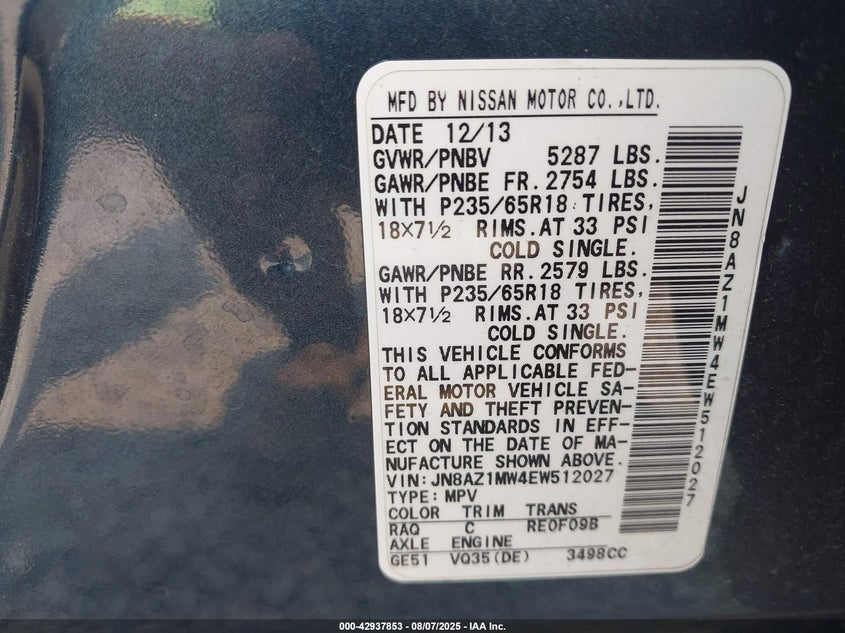 MFD BY NISSAN MOTOR CO.,LTD.
DATE 12/13
GVWR/PNBV 5287 LBS.
GAWR/PNBE FR. 2754 LBS.
WITH P235/65R18 TIRES,
18×7½ RIMS. AT 33 PSI
COLD SINGLE.
GAWR/PNBE RR. 2579 LBS.
WITH P235/65R18 TIRES,
18×7½ RIMS. AT 33 PSI
COLD SINGLE.
THIS VEHICLE CONFORMS
TO ALL APPLICABLE FED-
ERAL MOTOR VEHICLE SA-
FETY AND THEFT PREVEN-
TION STANDARDS IN EFF-
ECT ON THE DATE OF MA-
NUFACTURE SHOWN ABOVE.
VIN: JN8AZ1MW4EW512027
TYPE: MPV
COLOR TRIM TRANS
RAQ C RE0F09B
AXLE ENGINE
GE51 VQ35(DE) 3498CC
JN8AZ1MW4EW512027
000-42937853 — 08/07/2025 — IAA Inc.